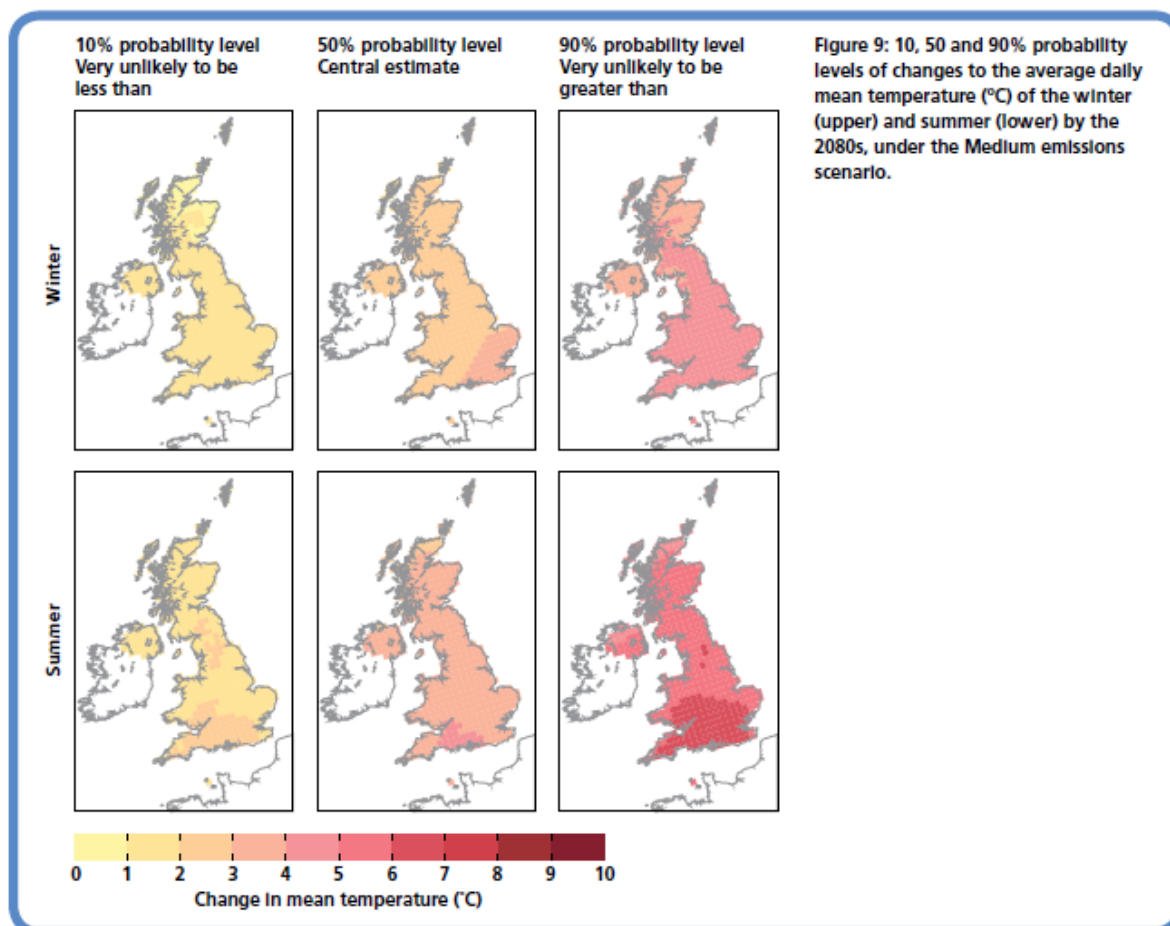 10% probability level
Very unlikely to be
less than
50% probability level
Central estimate
90% probability level
Very unlikely to be
greater than
Figure 9: 10, 50 and 90% probability
levels of changes to the average daily
mean temperature (ºC) of the winter
(upper) and summer (lower) by the
2080s, under the Medium emissions
scenario.
Winter
Summer
0 1 2 3 4 5 6 7 8 9 10
Change in mean temperature (˚C)